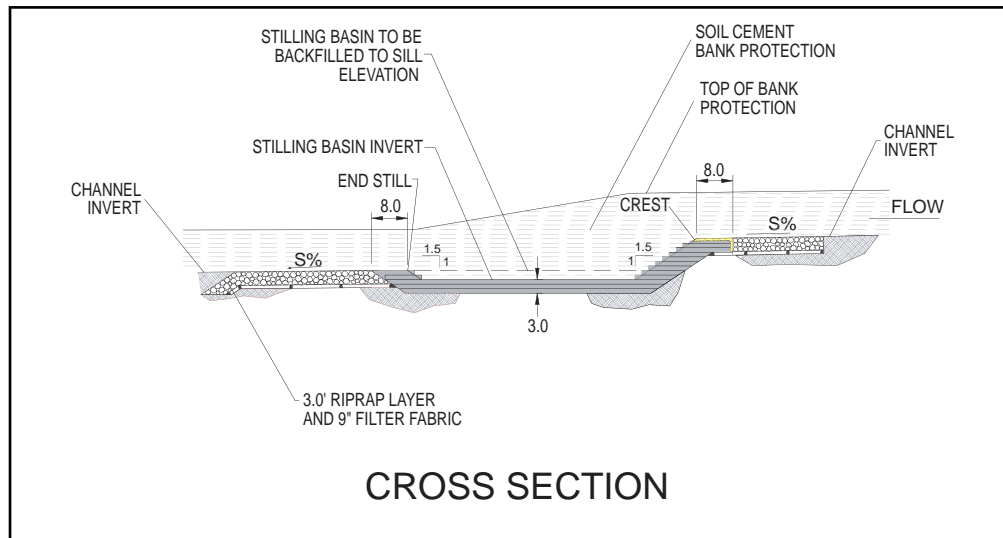 STILLING BASIN TO BE
BACKFILLED TO SILL
ELEVATION
SOIL CEMENT
BANK PROTECTION
TOP OF BANK
PROTECTION
STILLING BASIN INVERT
CHANNEL
INVERT
END STILL
8.0
CHANNEL
INVERT
8.0
CREST
FLOW
S%
1.5
1
1.5
1
S%
3.0
3.0' RIPRAP LAYER
AND 9" FILTER FABRIC
CROSS SECTION